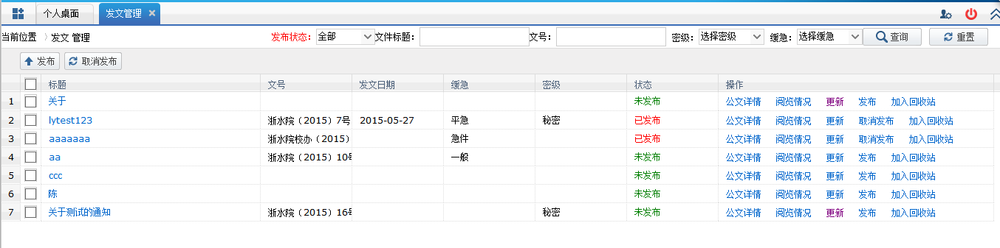 个人桌面 发文管理
当前位置 发文 管理 发布状态： 全部 文件标题： 文号： 密级： 选择密级 缓急： 选择缓急 查询 重置
发布 取消发布
标题 文号 发文日期 缓急 密级 状态 操作
1 关于 未发布 公文详情 阅览情况 更新 发布 加入回收站
2 lytest123 浙水院（2015）7号 2015-05-27 平急 秘密 已发布 公文详情 阅览情况 更新 取消发布 加入回收站
3 aaaaaaa 浙水院校办（2015） 急件 已发布 公文详情 阅览情况 更新 取消发布 加入回收站
4 aa 浙水院（2015）10号 一般 未发布 公文详情 阅览情况 更新 发布 加入回收站
5 ccc 未发布 公文详情 阅览情况 更新 发布 加入回收站
6 陈 未发布 公文详情 阅览情况 更新 发布 加入回收站
7 关于测试的通知 浙水院（2015）16号 秘密 未发布 公文详情 阅览情况 更新 发布 加入回收站